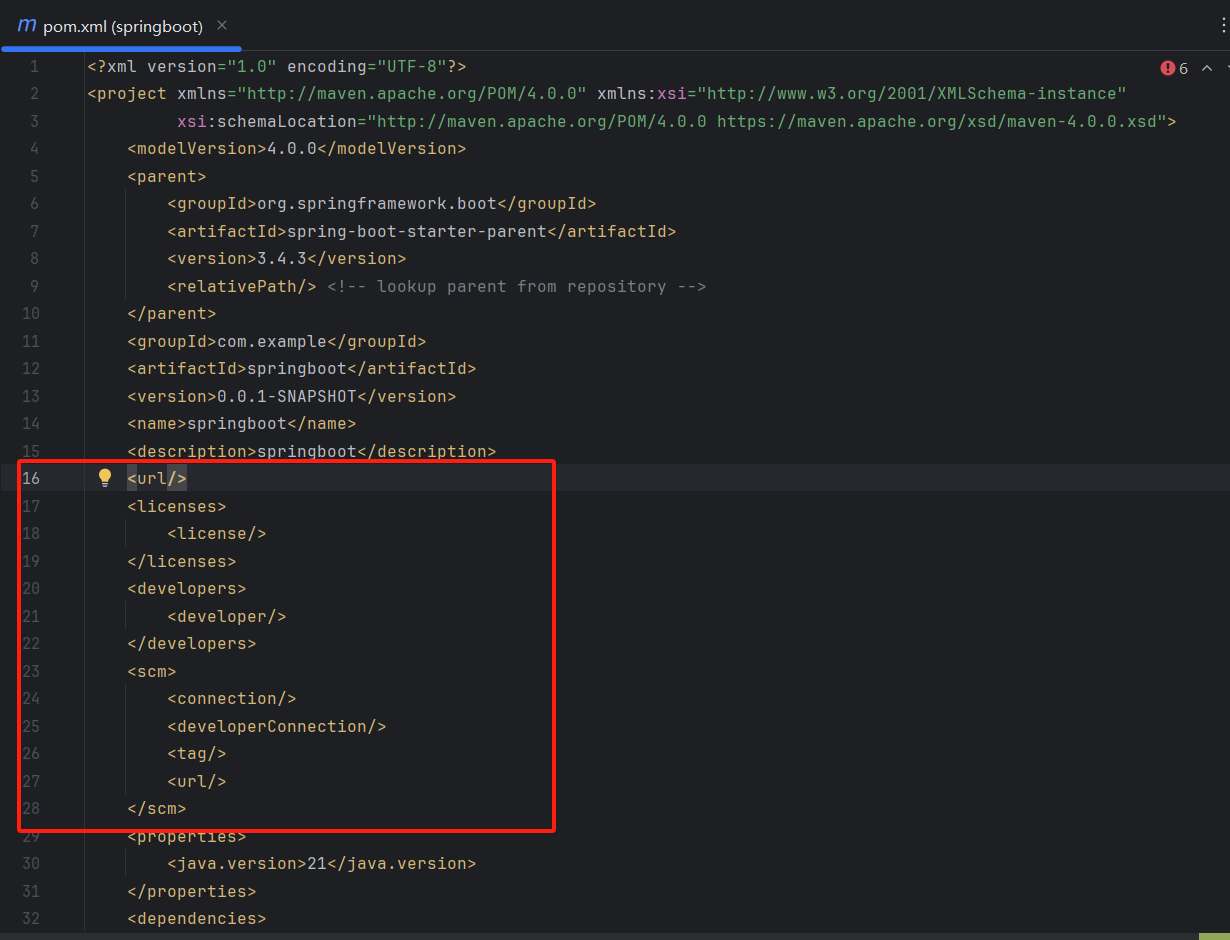 m pom.xml (springboot) ×
1 <?xml version="1.0" encoding="UTF-8"?> 6
2 <project xmlns="http://maven.apache.org/POM/4.0.0" xmlns:xsi="http://www.w3.org/2001/XMLSchema-instance"
3 xsi:schemaLocation="http://maven.apache.org/POM/4.0.0 https://maven.apache.org/xsd/maven-4.0.0.xsd">
4 <modelVersion>4.0.0</modelVersion>
5 <parent>
6 <groupId>org.springframework.boot</groupId>
7 <artifactId>spring-boot-starter-parent</artifactId>
8 <version>3.4.3</version>
9 <relativePath/> <!-- lookup parent from repository -->
10 </parent>
11 <groupId>com.example</groupId>
12 <artifactId>springboot</artifactId>
13 <version>0.0.1-SNAPSHOT</version>
14 <name>springboot</name>
15 <description>springboot</description>
16 <url/>
17 <licenses>
18 <license/>
19 </licenses>
20 <developers>
21 <developer/>
22 </developers>
23 <scm>
24 <connection/>
25 <developerConnection/>
26 <tag/>
27 <url/>
28 </scm>
29 <properties>
30 <java.version>21</java.version>
31 </properties>
32 <dependencies>